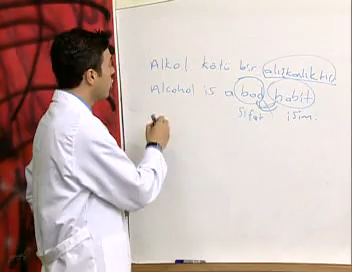 Alkol kötü bir alışkanlıktır
Alcohol is a bad habit
Sıfat isim.